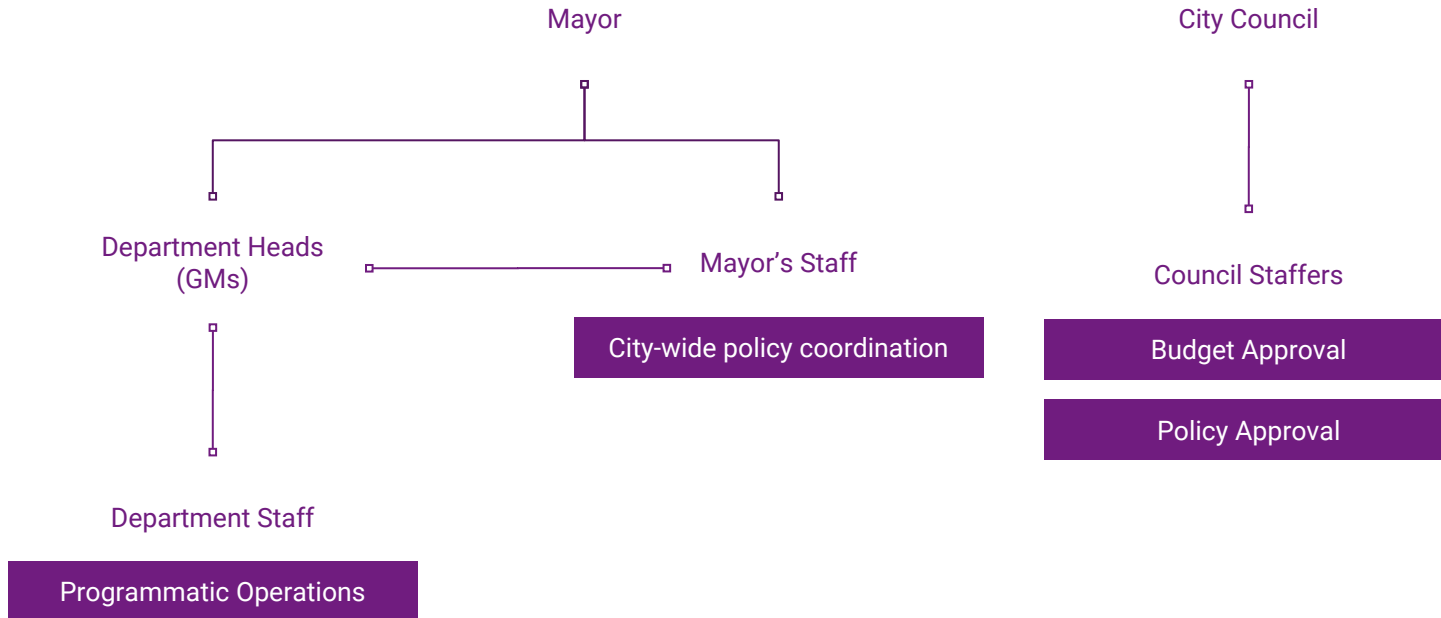 Mayor
City Council
Department Heads
(GMs)
Mayor’s Staff
Council Staffers
City-wide policy coordination
Budget Approval
Policy Approval
Department Staff
Programmatic Operations